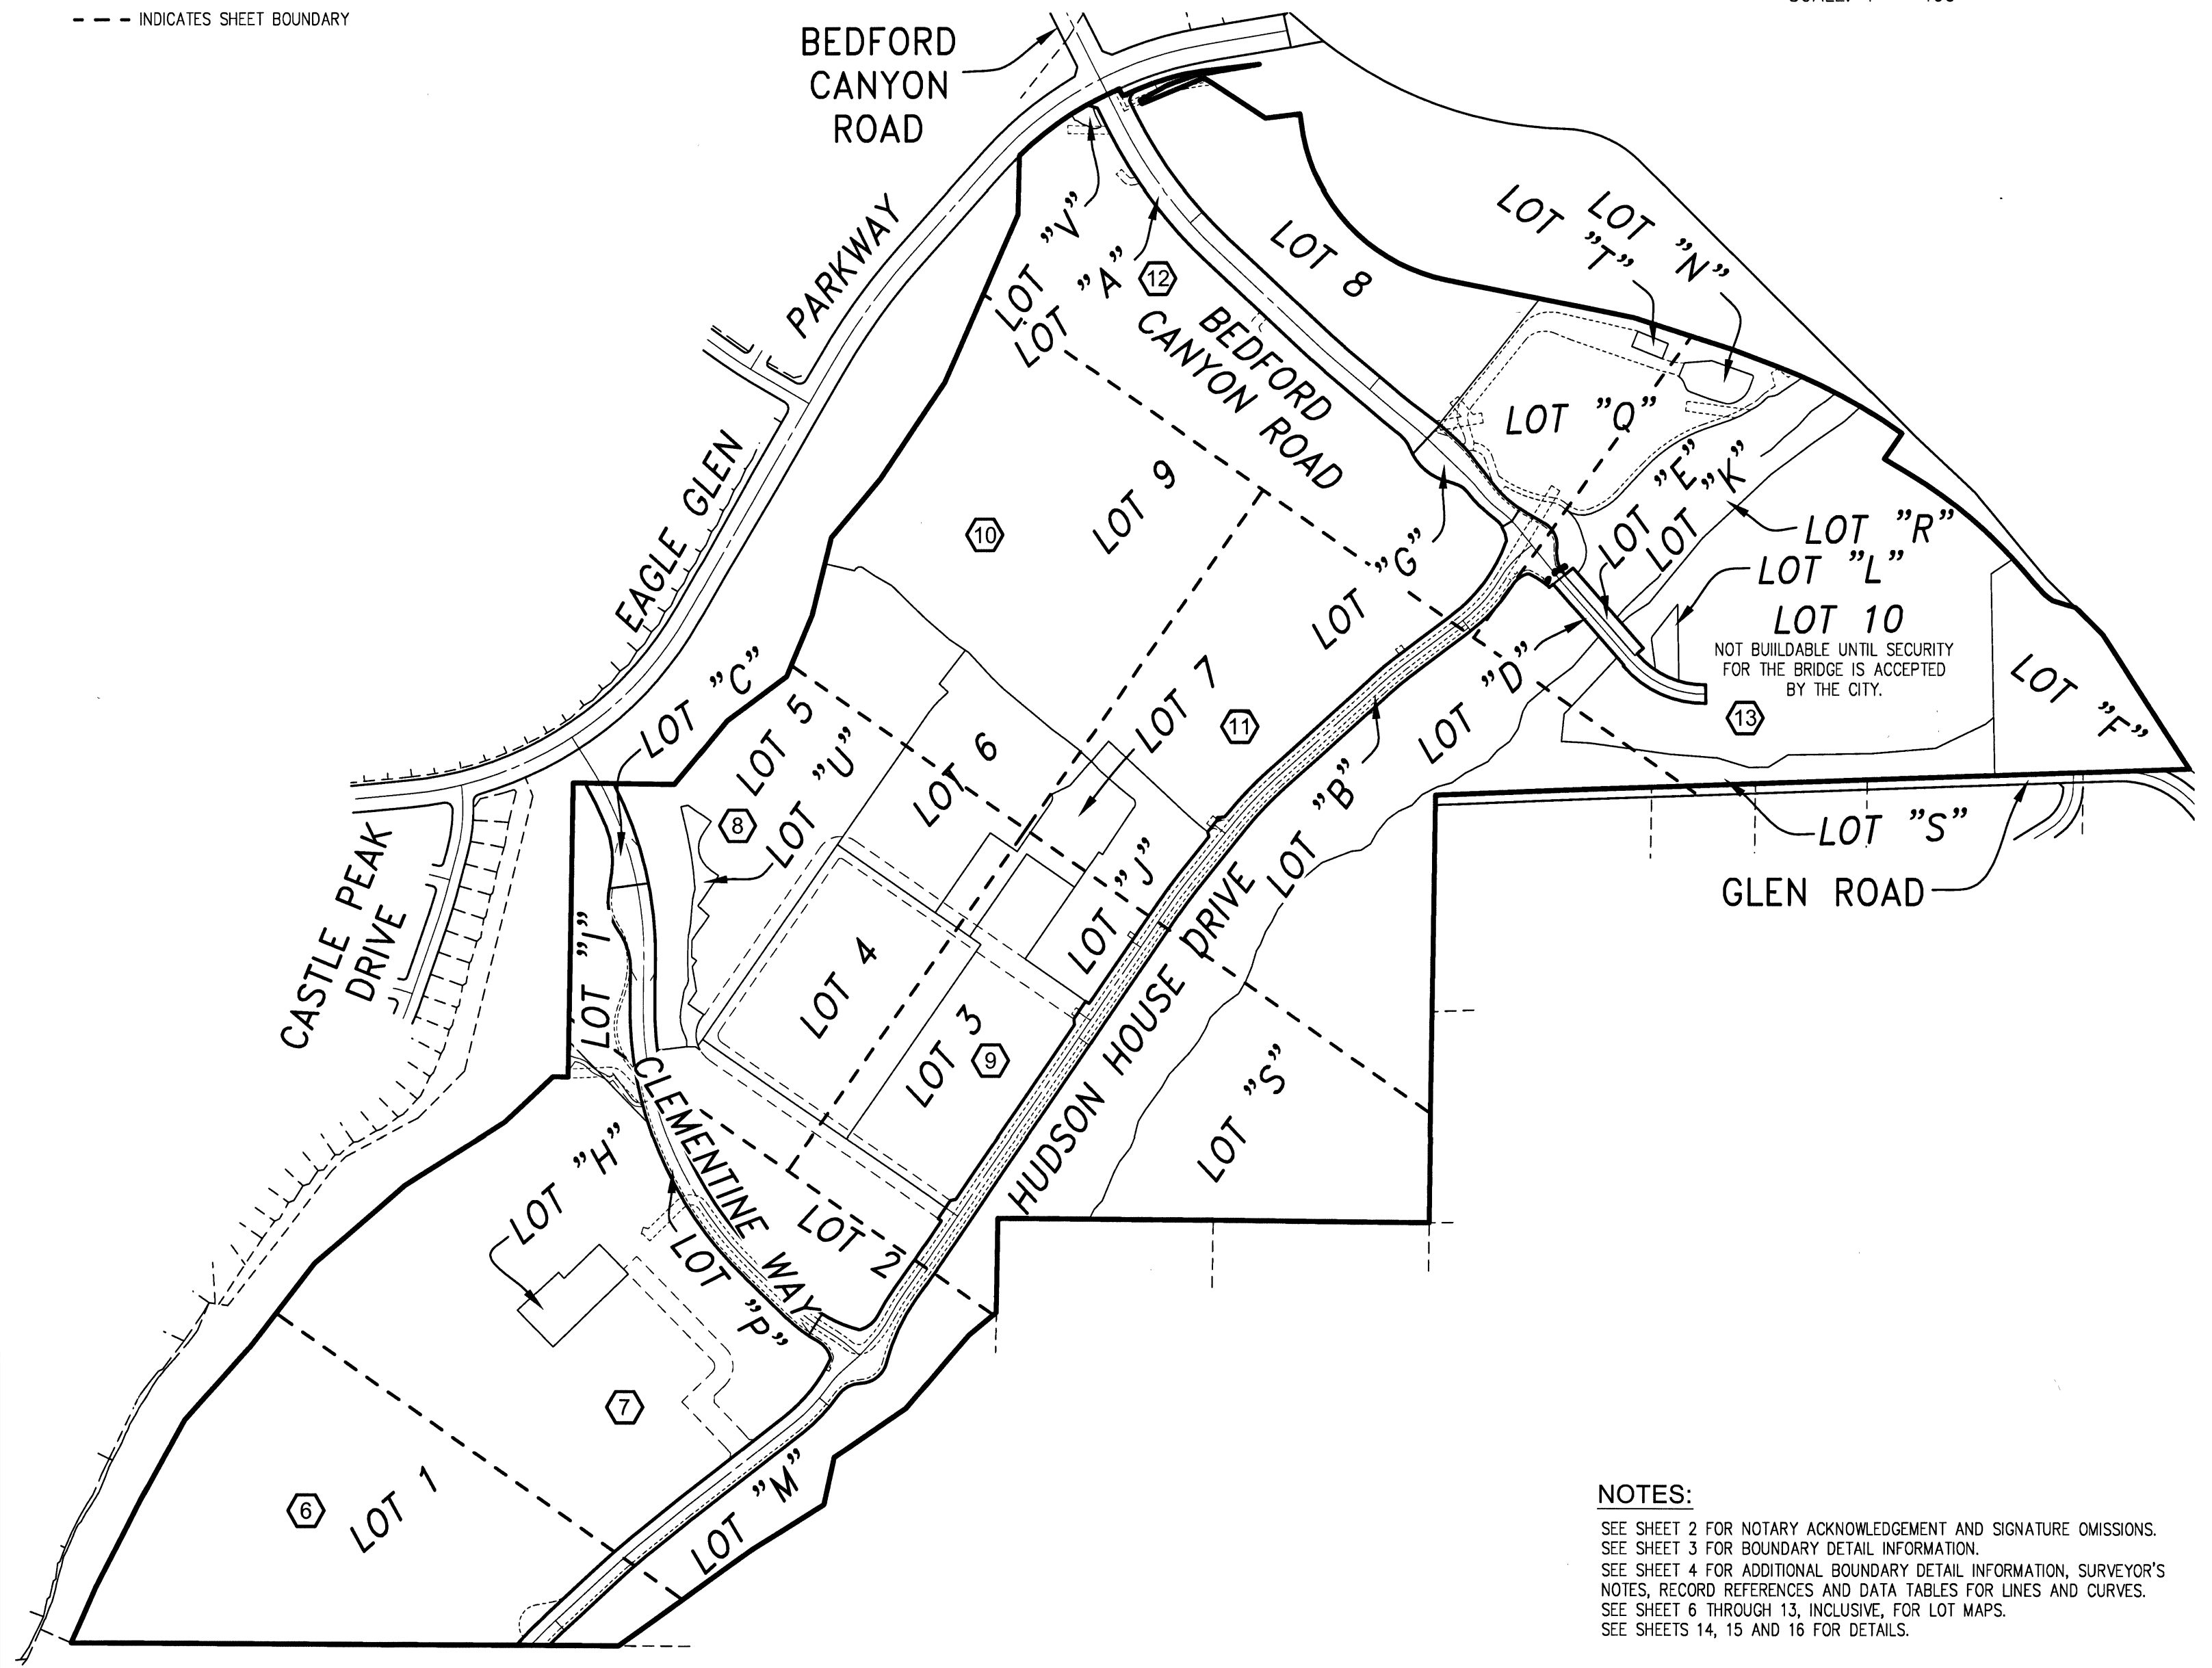 INDICATES SHEET BOUNDARY
BEDFORD
CANYON
ROAD
PARKWAY
EAGLE GLEN
LOT "V"
LOT "A"
12
BEDFORD
CANYON ROAD
LOT 8
LOT "T"
LOT "N"
LOT "Q"
LOT "E"
LOT "K"
LOT "R"
LOT "L"
LOT 10
NOT BUIILDABLE UNTIL SECURITY
FOR THE BRIDGE IS ACCEPTED
BY THE CITY.
13
LOT "F"
LOT "S"
GLEN ROAD
LOT 9
10
LOT "G"
LOT "D"
LOT "B"
LOT 7
11
LOT "C"
LOT 5
LOT "U"
8
LOT 6
LOT "J"
HUDSON HOUSE DRIVE
CASTLE PEAK
DRIVE
LOT "I"
LOT 4
LOT 3
9
LOT "S"
CLEMENTINE WAY
LOT "H"
LOT "P"
LOT 2
7
6
LOT 1
LOT "M"
NOTES:
SEE SHEET 2 FOR NOTARY ACKNOWLEDGEMENT AND SIGNATURE OMISSIONS.
SEE SHEET 3 FOR BOUNDARY DETAIL INFORMATION.
SEE SHEET 4 FOR ADDITIONAL BOUNDARY DETAIL INFORMATION, SURVEYOR'S
NOTES, RECORD REFERENCES AND DATA TABLES FOR LINES AND CURVES.
SEE SHEET 6 THROUGH 13, INCLUSIVE, FOR LOT MAPS.
SEE SHEETS 14, 15 AND 16 FOR DETAILS.